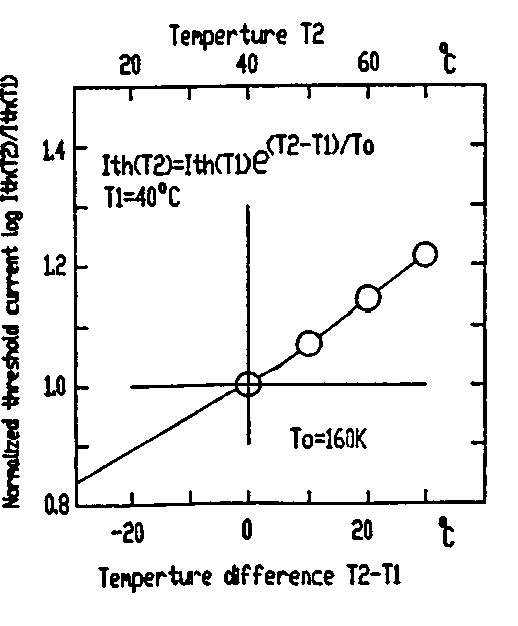 Temperture T2
20 40 60 °C
Normalized threshold current log Ith(T2)/Ith(T1)
1.4
Ith(T2)=Ith(T1)e(T2-T1)/To
T1=40°C
1.2
1.0
To=160K
0.8
-20 0 20 °C
Temperture difference T2-T1